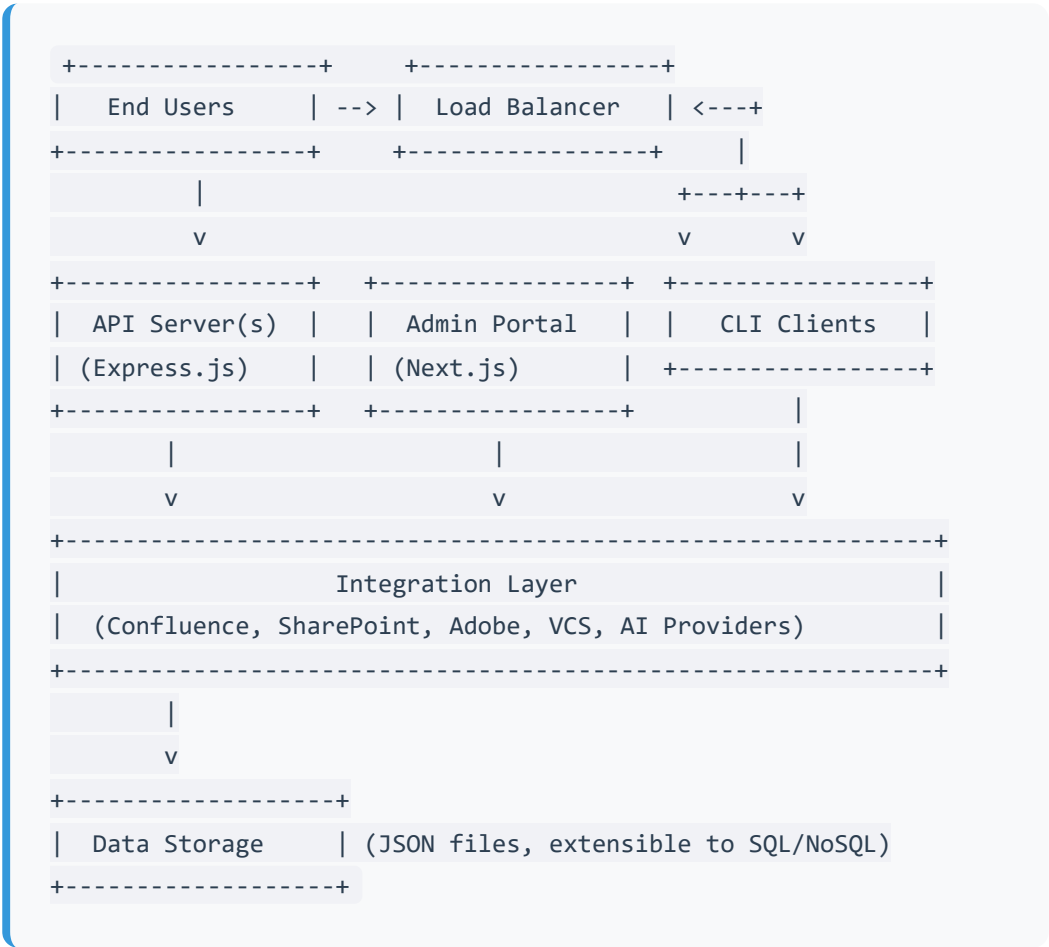 +-----------------+     +-----------------+
|   End Users     | --> |  Load Balancer   | <---+
+-----------------+     +-----------------+     |
          |                                 +---+---+
          v                                 v       v
+-----------------+   +-----------------+  +-----------------+
|  API Server(s)  |   |  Admin Portal   |  |   CLI Clients   |
| (Express.js)    |   | (Next.js)       |  +-----------------+
+-----------------+   +-----------------+           |
        |                      |                    |
        v                      v                    v
+-------------------------------------------------------------+
|                   Integration Layer                         |
|  (Confluence, SharePoint, Adobe, VCS, AI Providers)         |
+-------------------------------------------------------------+
        |
        v
+-------------------+
|  Data Storage     | (JSON files, extensible to SQL/NoSQL)
+-------------------+